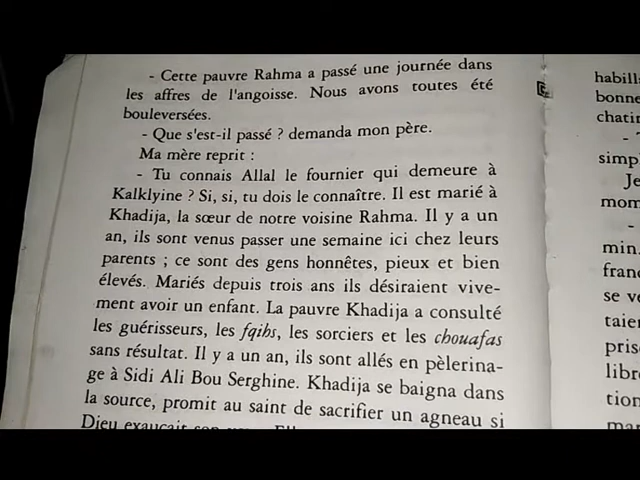 - Cette pauvre Rahma a passé une journée dans
les affres de l'angoisse. Nous avons toutes été
bouleversées.
- Que s'est-il passé ? demanda mon père.
Ma mère reprit :
- Tu connais Allal le fournier qui demeure à
Kalklyine ? Si, si, tu dois le connaître. Il est marié à
Khadija, la sœur de notre voisine Rahma. Il y a un
an, ils sont venus passer une semaine ici chez leurs
parents ; ce sont des gens honnêtes, pieux et bien
élevés. Mariés depuis trois ans ils désiraient vive-
ment avoir un enfant. La pauvre Khadija a consulté
les guérisseurs, les fqihs, les sorciers et les chouafas
sans résultat. Il y a un an, ils sont allés en pèlerina-
ge à Sidi Ali Bou Serghine. Khadija se baigna dans
la source, promit au saint de sacrifier un agneau si
Dieu exauçait son
habill
bonne
chatir
-
simpl
Je
mom
-
min.
fran
se v
taier
pris
libr
tion
mar